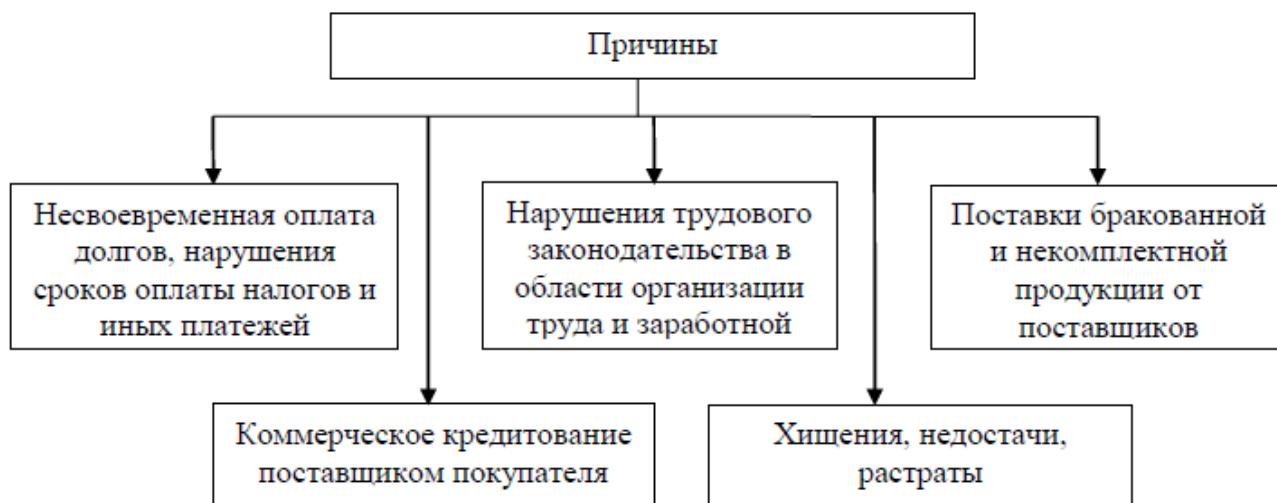 Причины
Несвоевременная оплата
долгов, нарушения
сроков оплаты налогов и
иных платежей
Нарушения трудового
законодательства в
области организации
труда и заработной
Поставки бракованной
и некомплектной
продукции от
поставщиков
Коммерческое кредитование
поставщиком покупателя
Хищения, недостачи,
растраты